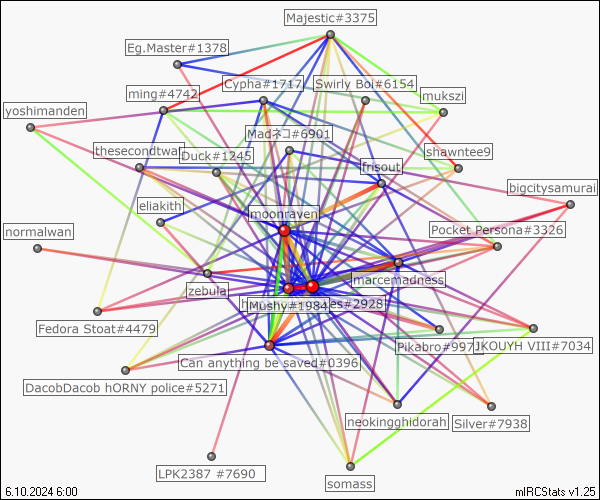 Majestic#3375
Eg.Master#1378
Cypha#1717
Swirly Boi#6154
ming#4742
mukszi
yoshimanden
Madネコ#6901
thesecondtwan
Duck#1245
shawntee9
frisout
bigcitysamurai
eliakith
moonraven
normalwan
Pocket Persona#3326
marcemadness
zebula
Mushy#1984
es#2928
Fedora Stoat#4479
Can anything be saved#0396
Pikabro#997
JKOUYH VIII#7034
DacobDacob hORNY police#5271
neokingghidorah
Silver#7938
LPK2387 #7690
somass
6.10.2024 6:00
mIRCStats v1.25